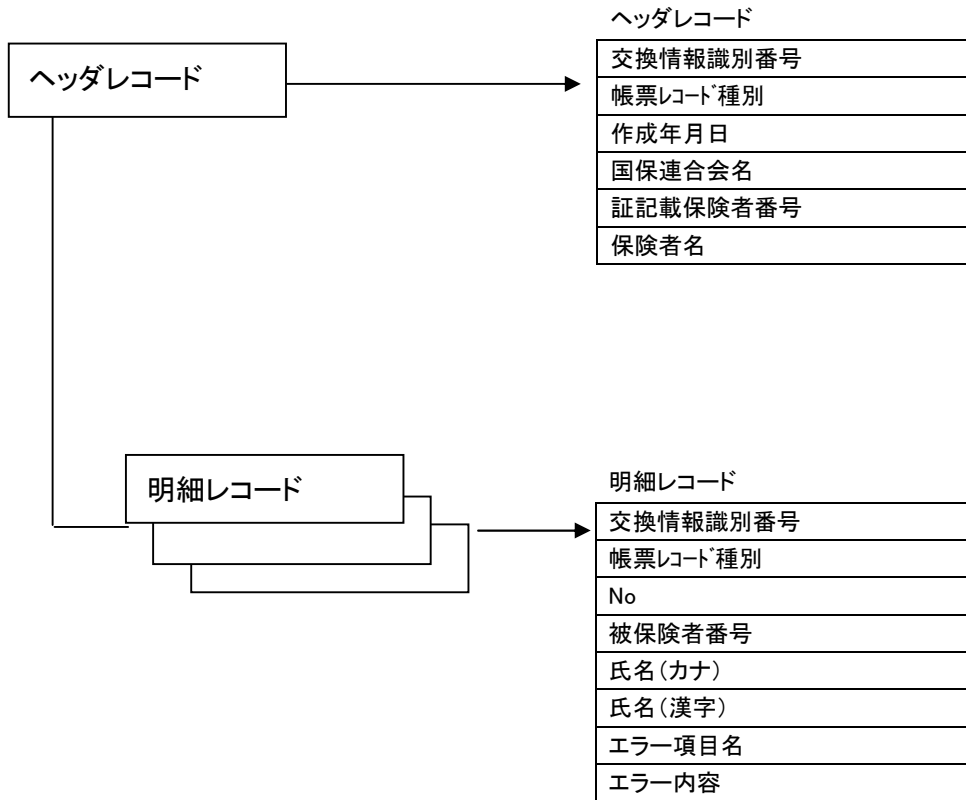 ヘッダレコード
ヘッダレコード
交換情報識別番号
帳票ﾚｺｰﾄﾞ種別
作成年月日
国保連合会名
証記載保険者番号
保険者名
明細レコード
明細レコード
交換情報識別番号
帳票ﾚｺｰﾄﾞ種別
No
被保険者番号
氏名（カナ）
氏名（漢字）
エラー項目名
エラー内容